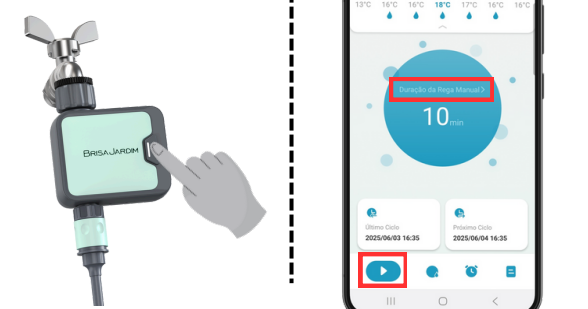 BRISAJARDIM
13°C 16°C 16°C 18°C 17°C 16°C 16°C
Duração da Rega Manual >
10 min
Último Ciclo
2025/06/03 16:35
Próximo Ciclo
2025/06/04 16:35